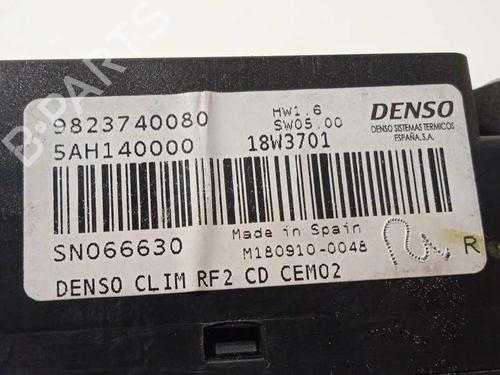 9823740080
HW1.6
SW05.00
DENSO
DENSO SISTEMAS TERMICOS
ESPAÑA, S.A.
5AH140000
18W3701
SN066630
Made in Spain
M180910-0048
R
DENSO CLIM RF2 CD CEM02
B-PARTS